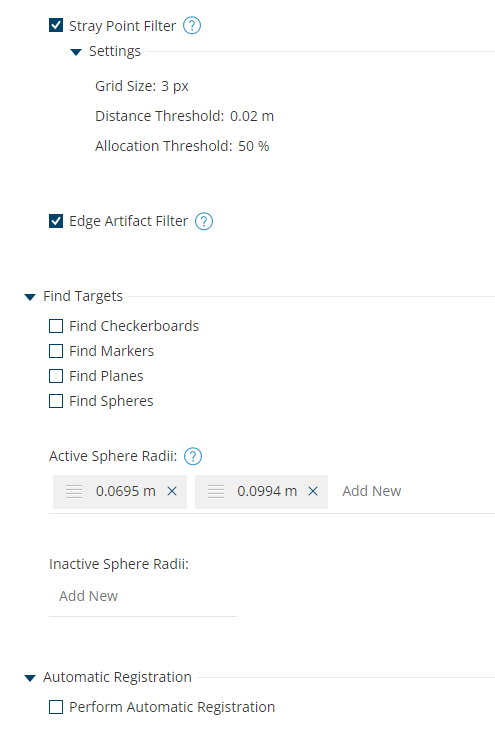 Stray Point Filter ?
Settings
Grid Size: 3 px
Distance Threshold: 0.02 m
Allocation Threshold: 50 %
Edge Artifact Filter ?
Find Targets
Find Checkerboards
Find Markers
Find Planes
Find Spheres
Active Sphere Radii: ?
0.0695 m × 0.0994 m × Add New
Inactive Sphere Radii:
Add New
Automatic Registration
Perform Automatic Registration